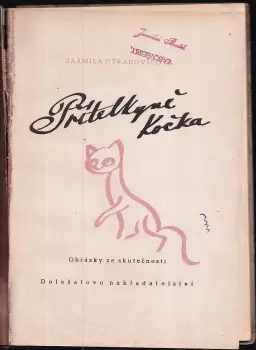 JARMILA OTRADOVICOVÁ
Přítelkyně
Kočka
Obrázky ze skutečnosti
Doležalovo nakladatelství